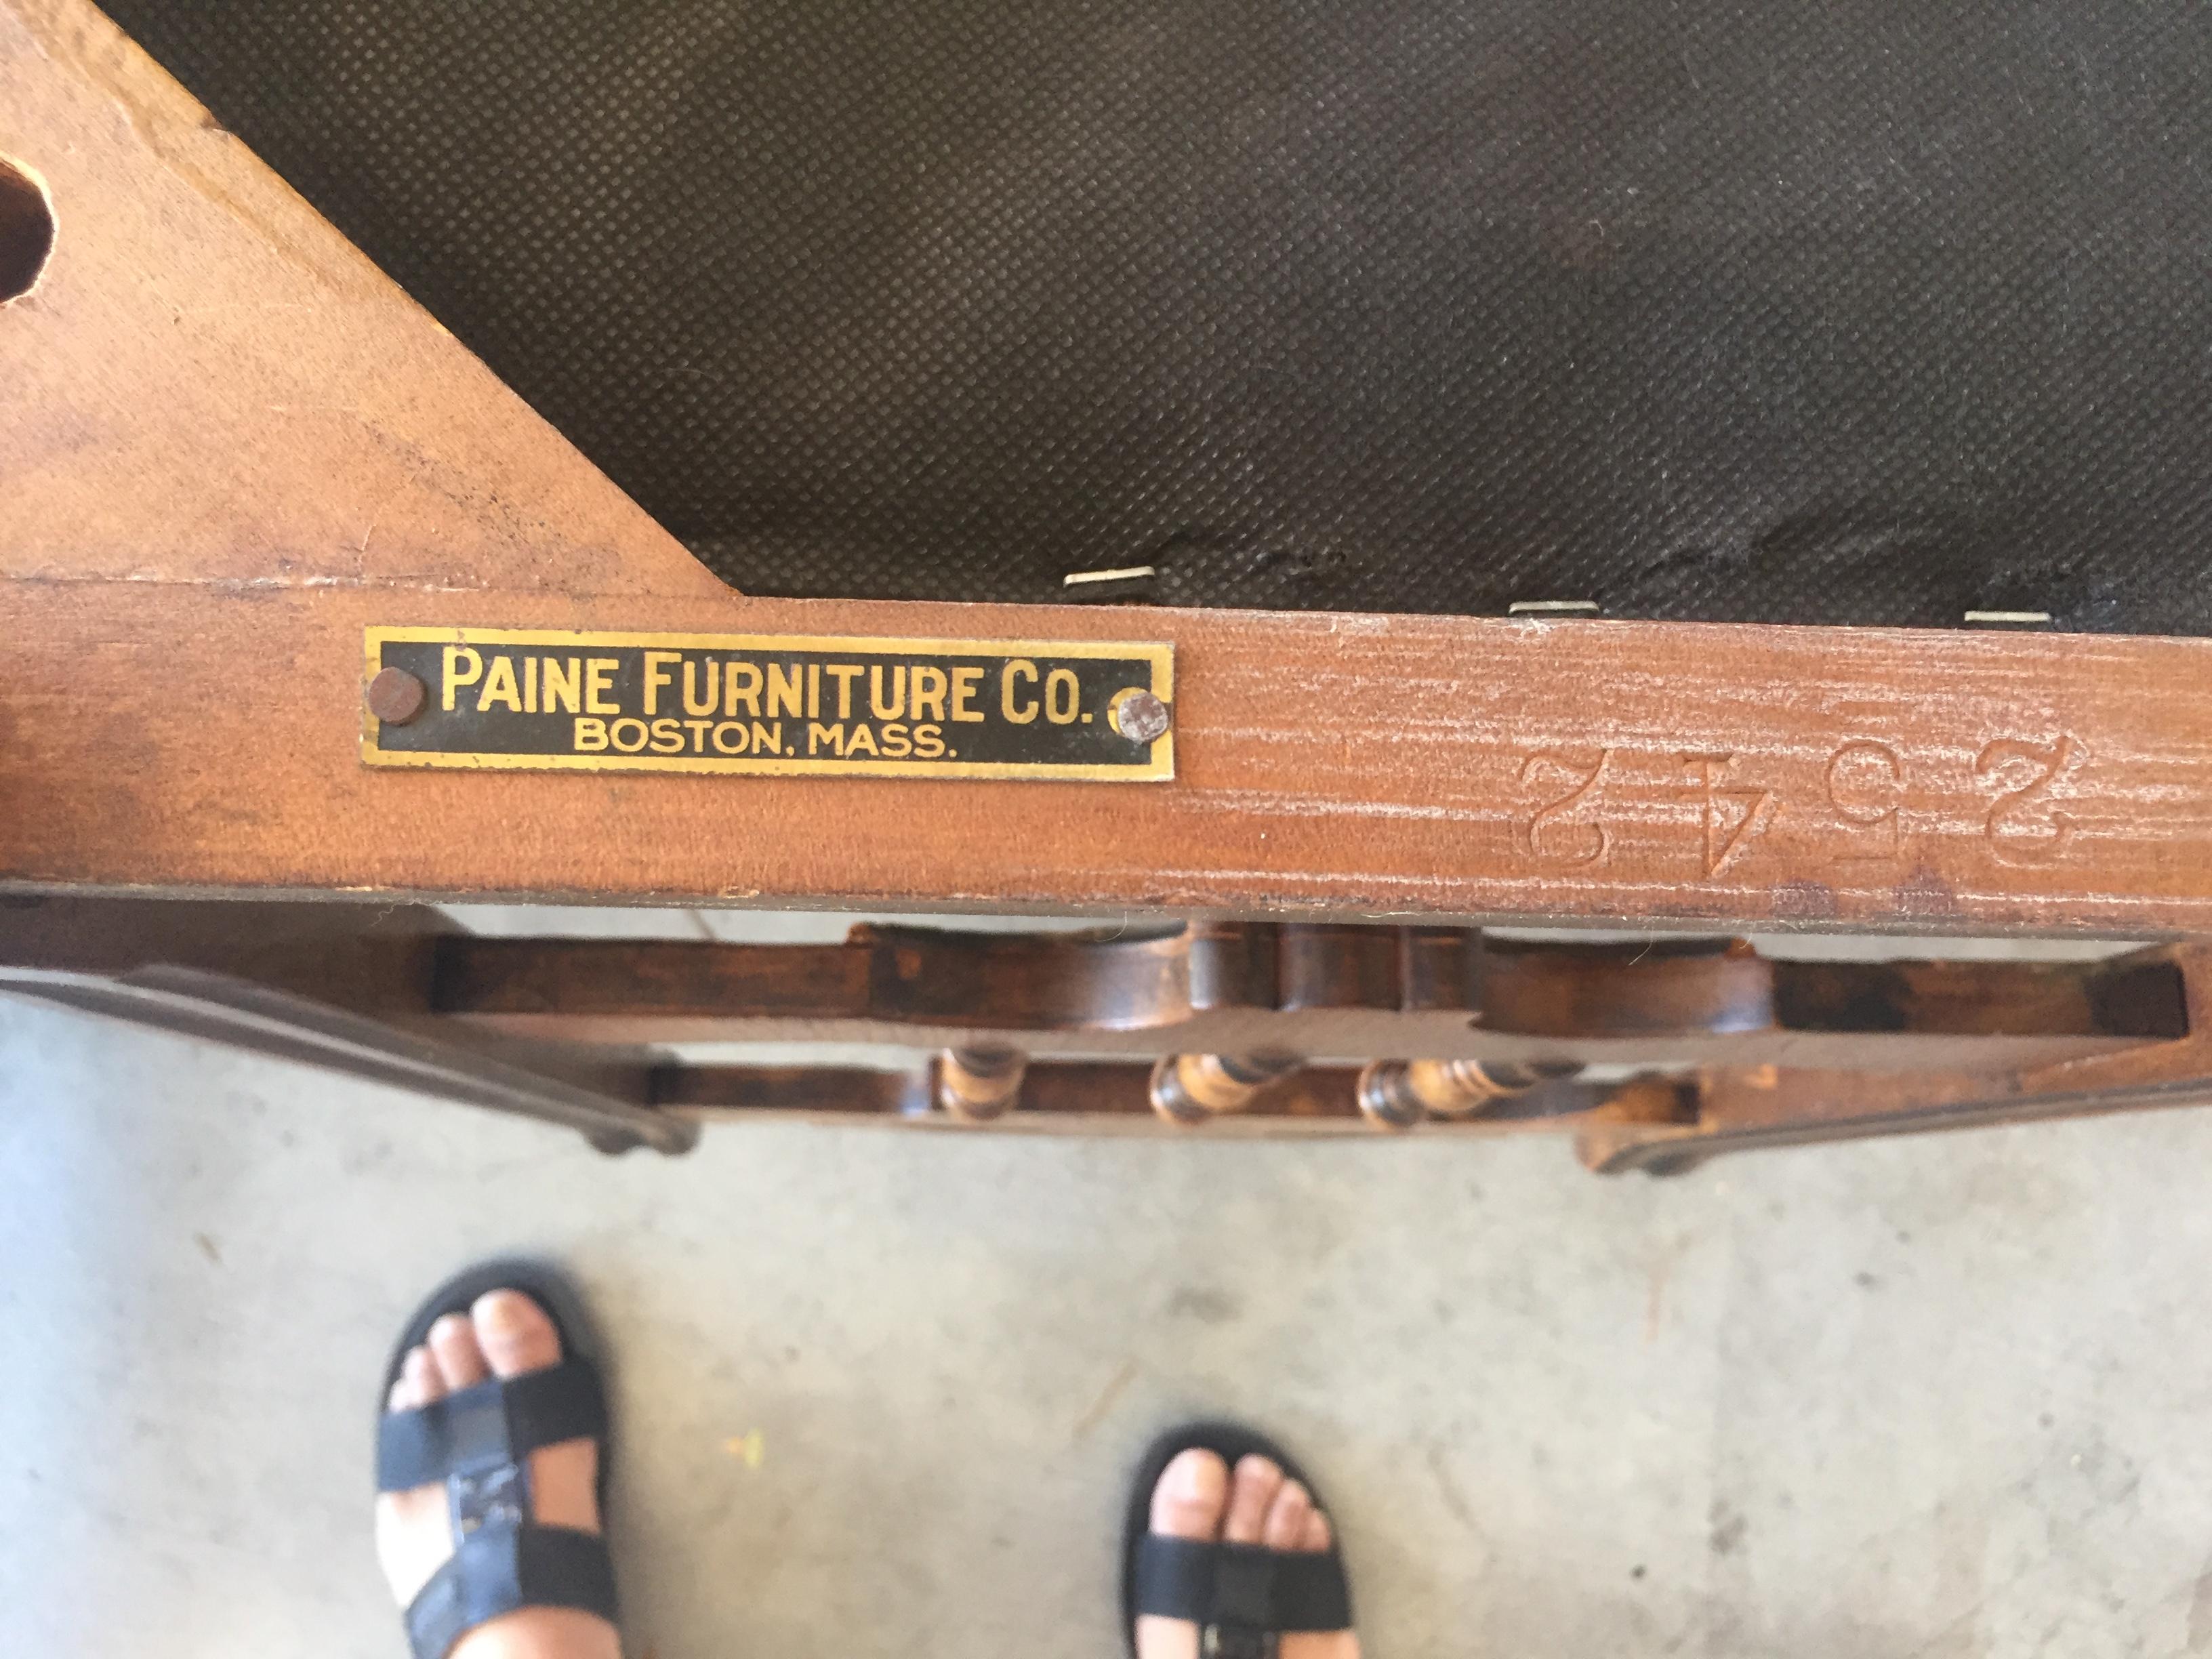 PAINE FURNITURE CO.
BOSTON, MASS.
2542